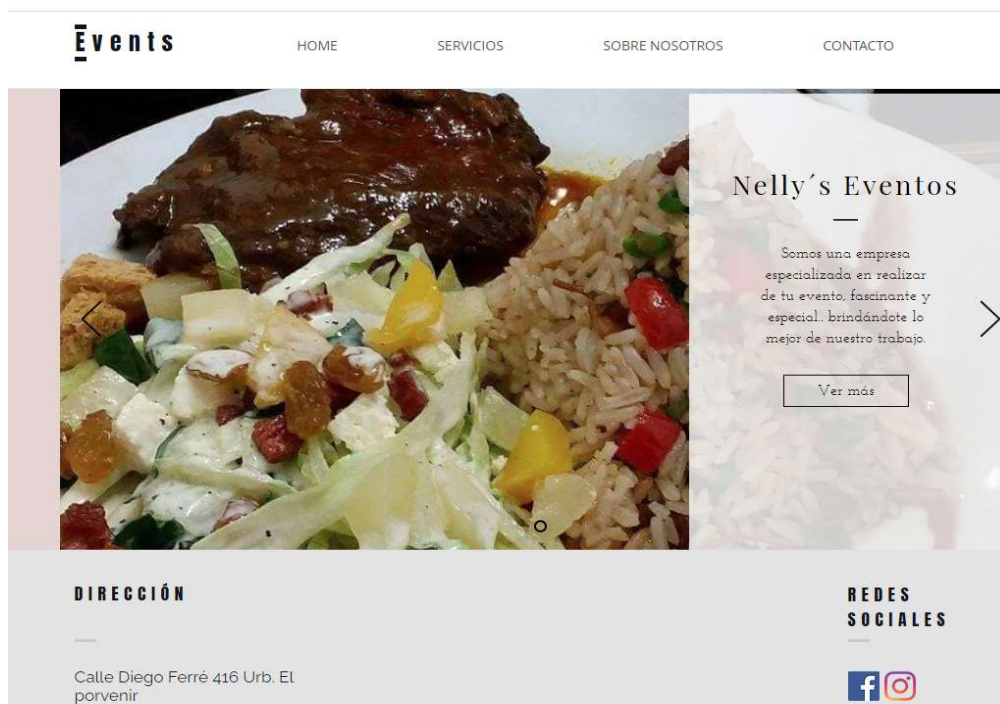 Events
HOME SERVICIOS SOBRE NOSOTROS CONTACTO
Nelly´s Eventos
Somos una empresa
especializada en realizar
de tu evento, fascinante y
especial.. brindándote lo
mejor de nuestro trabajo.
Ver más
DIRECCIÓN
Calle Diego Ferré 416 Urb. El
porvenir
REDES
SOCIALES